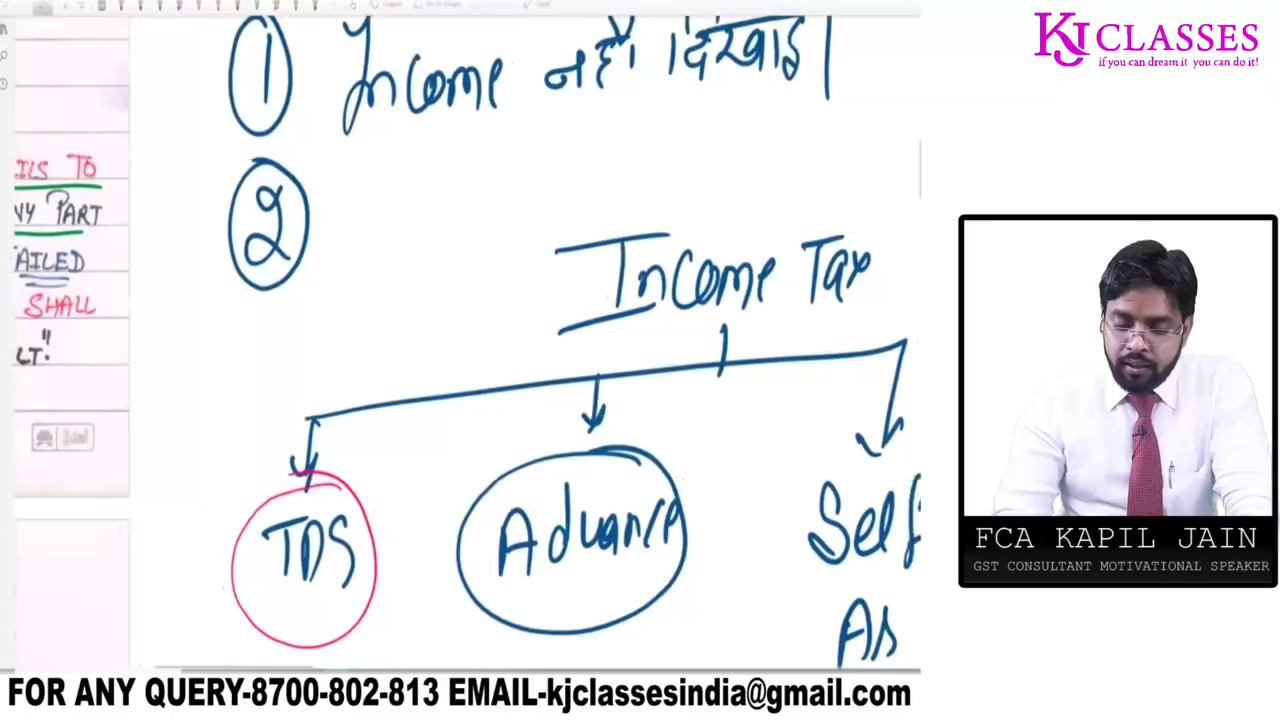 ① Income नहीं दिखाई।
②
Income Tax
TDS
Advance
Self
As
ILS TO
NY PART
AILED
SHALL
LT."
KJ CLASSES
if you can dream it you can do it!
FCA KAPIL JAIN
GST CONSULTANT MOTIVATIONAL SPEAKER
FOR ANY QUERY-8700-802-813 EMAIL-kjclassesindia@gmail.com